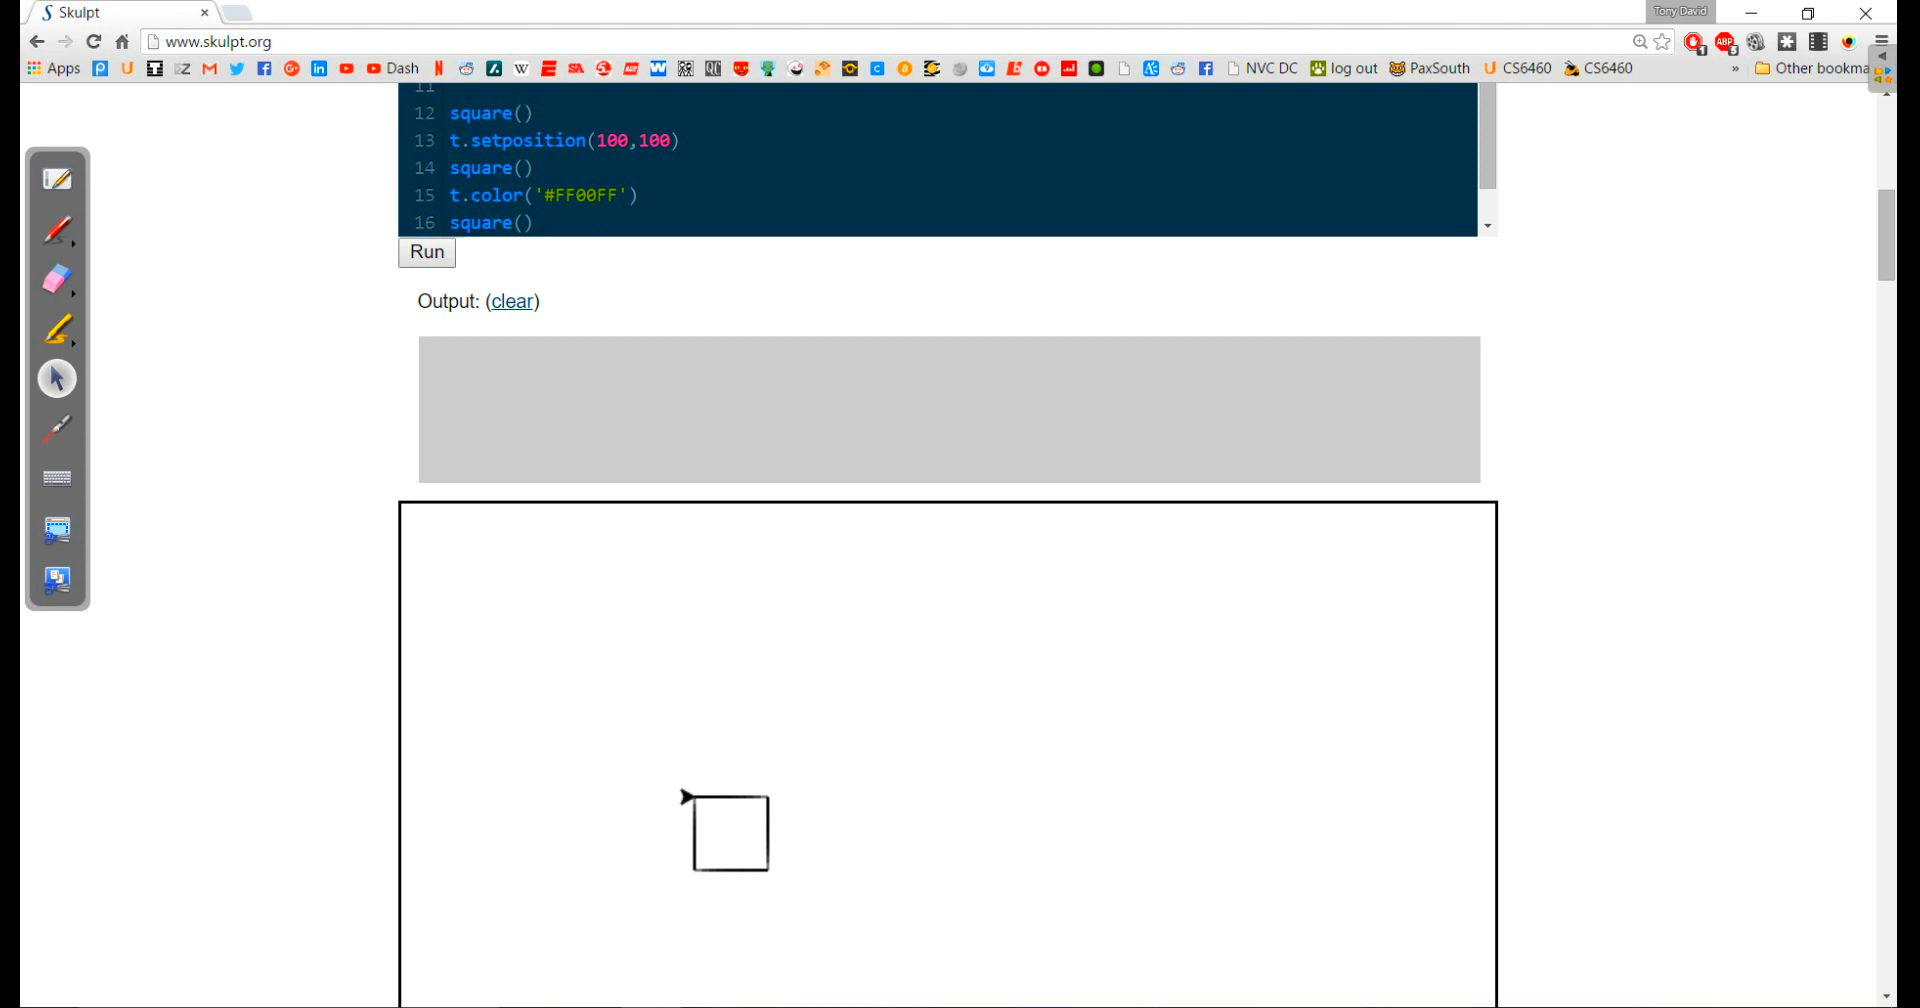 Skulpt
Tony David
www.skulpt.org
Apps
Dash
NVC DC
log out
PaxSouth
CS6460
CS6460
» Other bookma
11
12 square()
13 t.setposition(100,100)
14 square()
15 t.color('#FF00FF')
16 square()
Run
Output: (clear)